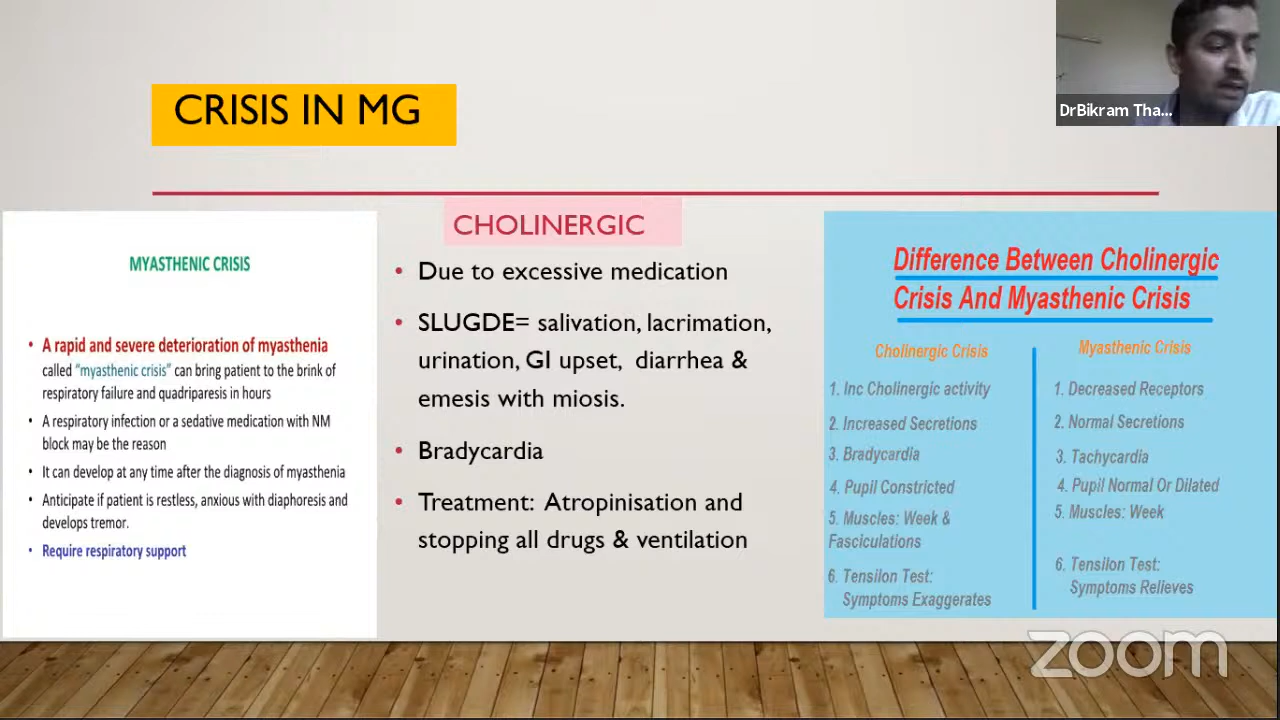 CRISIS IN MG
DrBikram Tha...
MYASTHENIC CRISIS
• A rapid and severe deterioration of myasthenia
called "myasthenic crisis" can bring patient to the brink of
respiratory failure and quadriparesis in hours
• A respiratory infection or a sedative medication with NM
block may be the reason
• It can develop at any time after the diagnosis of myasthenia
• Anticipate if patient is restless, anxious with diaphoresis and
develops tremor.
• Require respiratory support
CHOLINERGIC
• Due to excessive medication
• SLUGDE= salivation, lacrimation,
urination, GI upset, diarrhea &
emesis with miosis.
• Bradycardia
• Treatment: Atropinisation and
stopping all drugs & ventilation
Difference Between Cholinergic
Crisis And Myasthenic Crisis
Cholinergic Crisis
1. Inc Cholinergic activity
2. Increased Secretions
3. Bradycardia
4. Pupil Constricted
5. Muscles: Week &
Fasciculations
6. Tensilon Test:
Symptoms Exaggerates
Myasthenic Crisis
1. Decreased Receptors
2. Normal Secretions
3. Tachycardia
4. Pupil Normal Or Dilated
5. Muscles: Week
6. Tensilon Test:
Symptoms Relieves
zoom